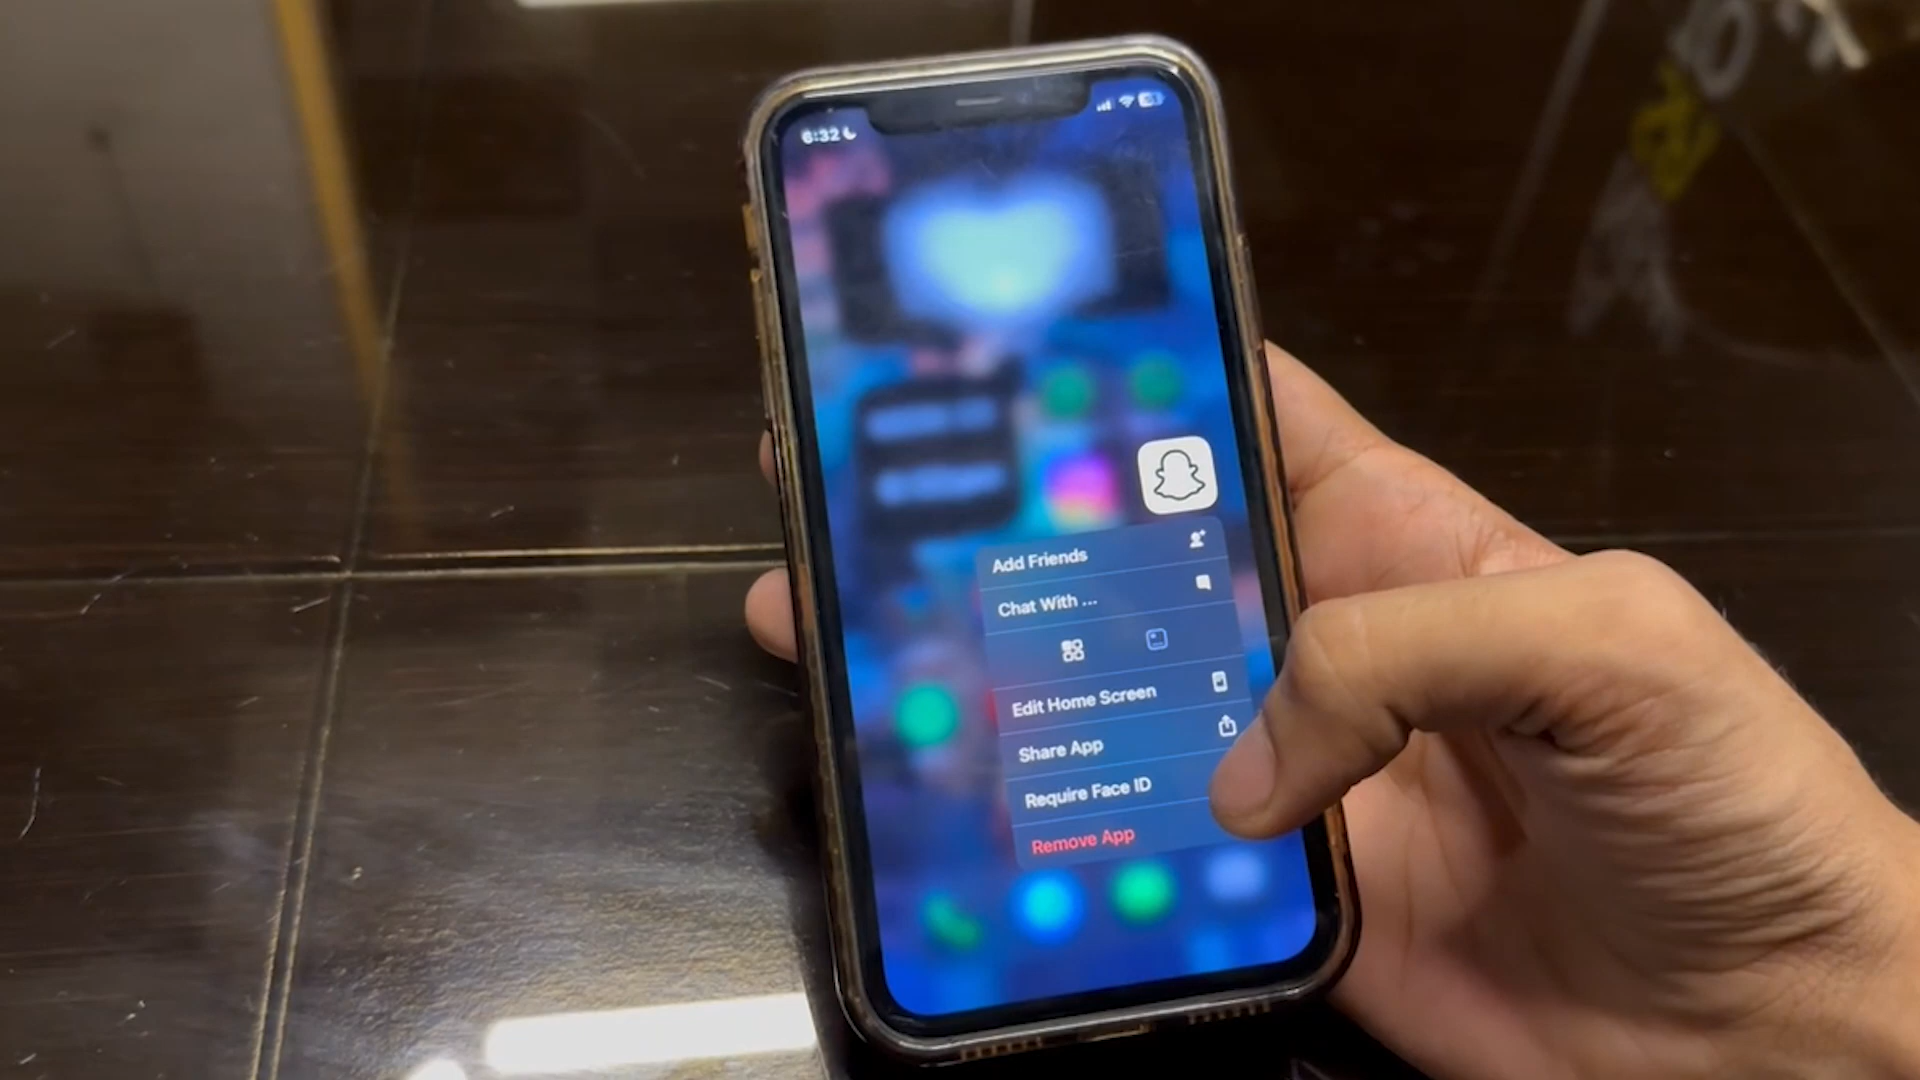 6:32
Add Friends
Chat With ...
Edit Home Screen
Share App
Require Face ID
Remove App